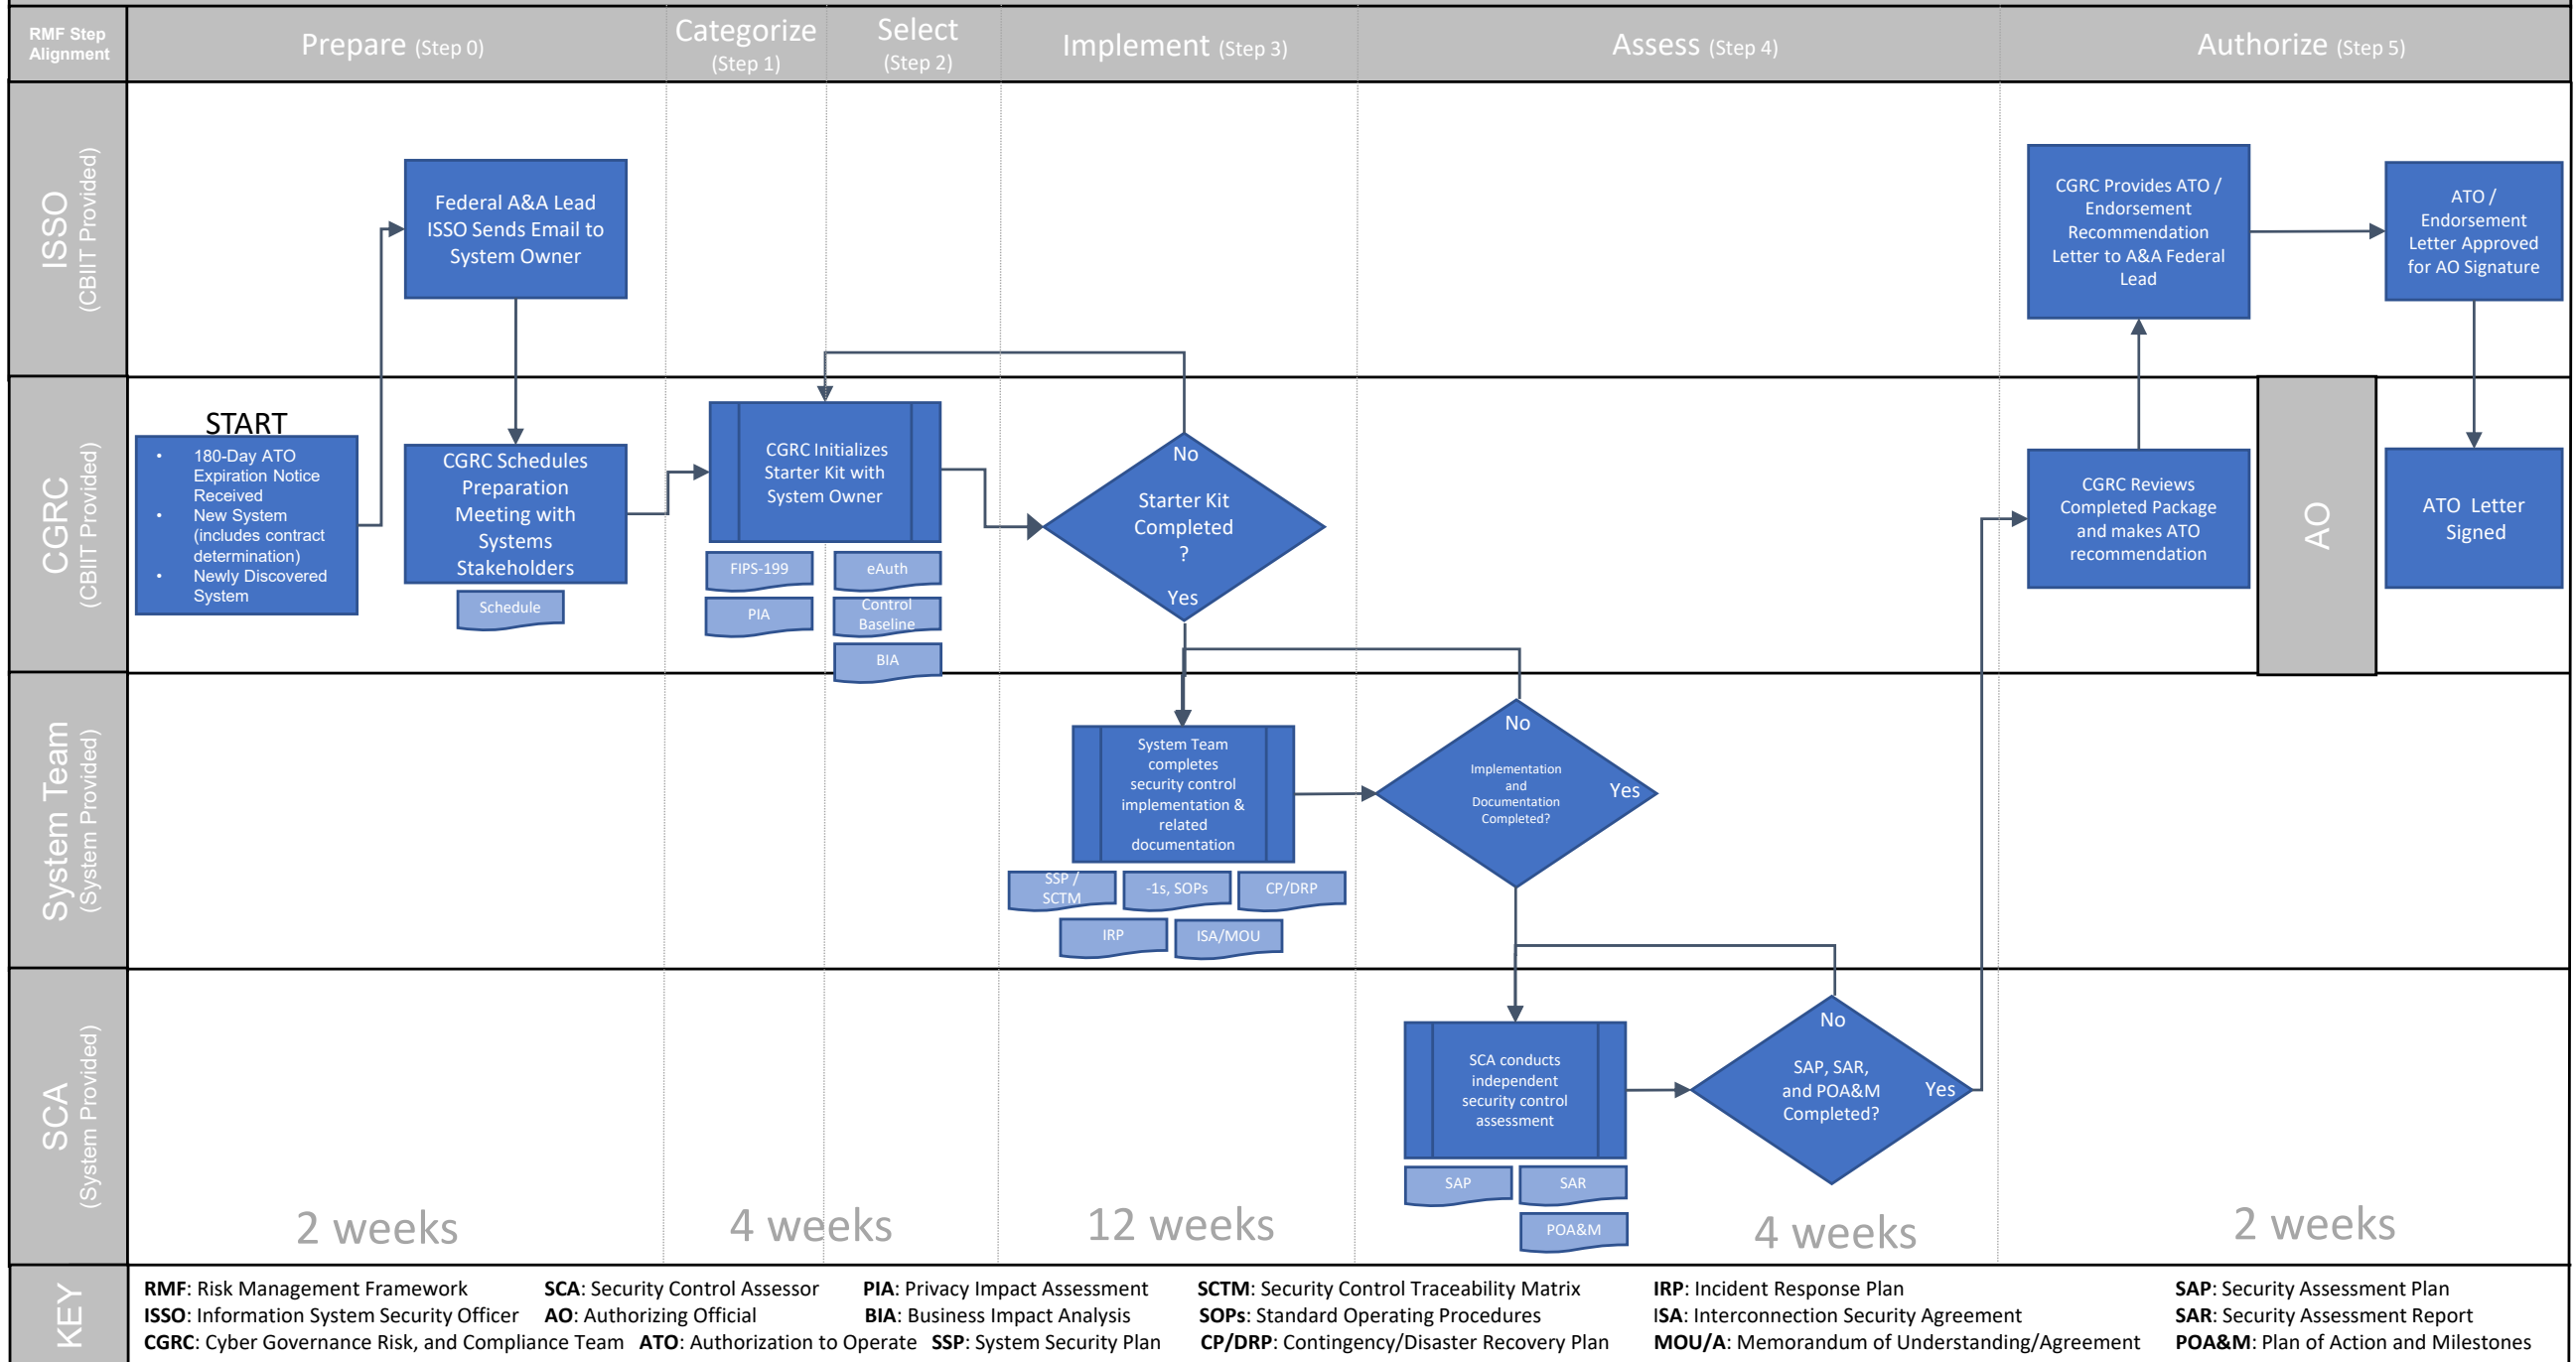 RMF Step
Alignment
Prepare (Step 0)
Categorize
(Step 1)
Select
(Step 2)
Implement (Step 3)
Assess (Step 4)
Authorize (Step 5)
ISSO
(CBIIT Provided)
Federal A&A Lead
ISSO Sends Email to
System Owner
CGRC Provides ATO /
Endorsement
Recommendation
Letter to A&A Federal
Lead
ATO /
Endorsement
Letter Approved
for AO Signature
CGRC
(CBIIT Provided)
START
• 180-Day ATO
Expiration Notice
Received
• New System
(includes contract
determination)
• Newly Discovered
System
CGRC Schedules
Preparation
Meeting with
Systems
Stakeholders
Schedule
CGRC Initializes
Starter Kit with
System Owner
FIPS-199
eAuth
PIA
Control
Baseline
BIA
No
Starter Kit
Completed
?
Yes
CGRC Reviews
Completed Package
and makes ATO
recommendation
AO
ATO Letter
Signed
System Team
(System Provided)
System Team
completes
security control
implementation &
related
documentation
SSP /
SCTM
-1s, SOPs
CP/DRP
IRP
ISA/MOU
No
Implementation
and
Documentation
Completed?
Yes
SCA
(System Provided)
SCA conducts
independent
security control
assessment
SAP
SAR
POA&M
No
SAP, SAR,
and POA&M
Completed?
Yes
2 weeks
4 weeks
12 weeks
4 weeks
2 weeks
KEY
RMF: Risk Management Framework
SCA: Security Control Assessor
PIA: Privacy Impact Assessment
SCTM: Security Control Traceability Matrix
IRP: Incident Response Plan
SAP: Security Assessment Plan
ISSO: Information System Security Officer
AO: Authorizing Official
BIA: Business Impact Analysis
SOPs: Standard Operating Procedures
ISA: Interconnection Security Agreement
SAR: Security Assessment Report
CGRC: Cyber Governance Risk, and Compliance Team
ATO: Authorization to Operate
SSP: System Security Plan
CP/DRP: Contingency/Disaster Recovery Plan
MOU/A: Memorandum of Understanding/Agreement
POA&M: Plan of Action and Milestones